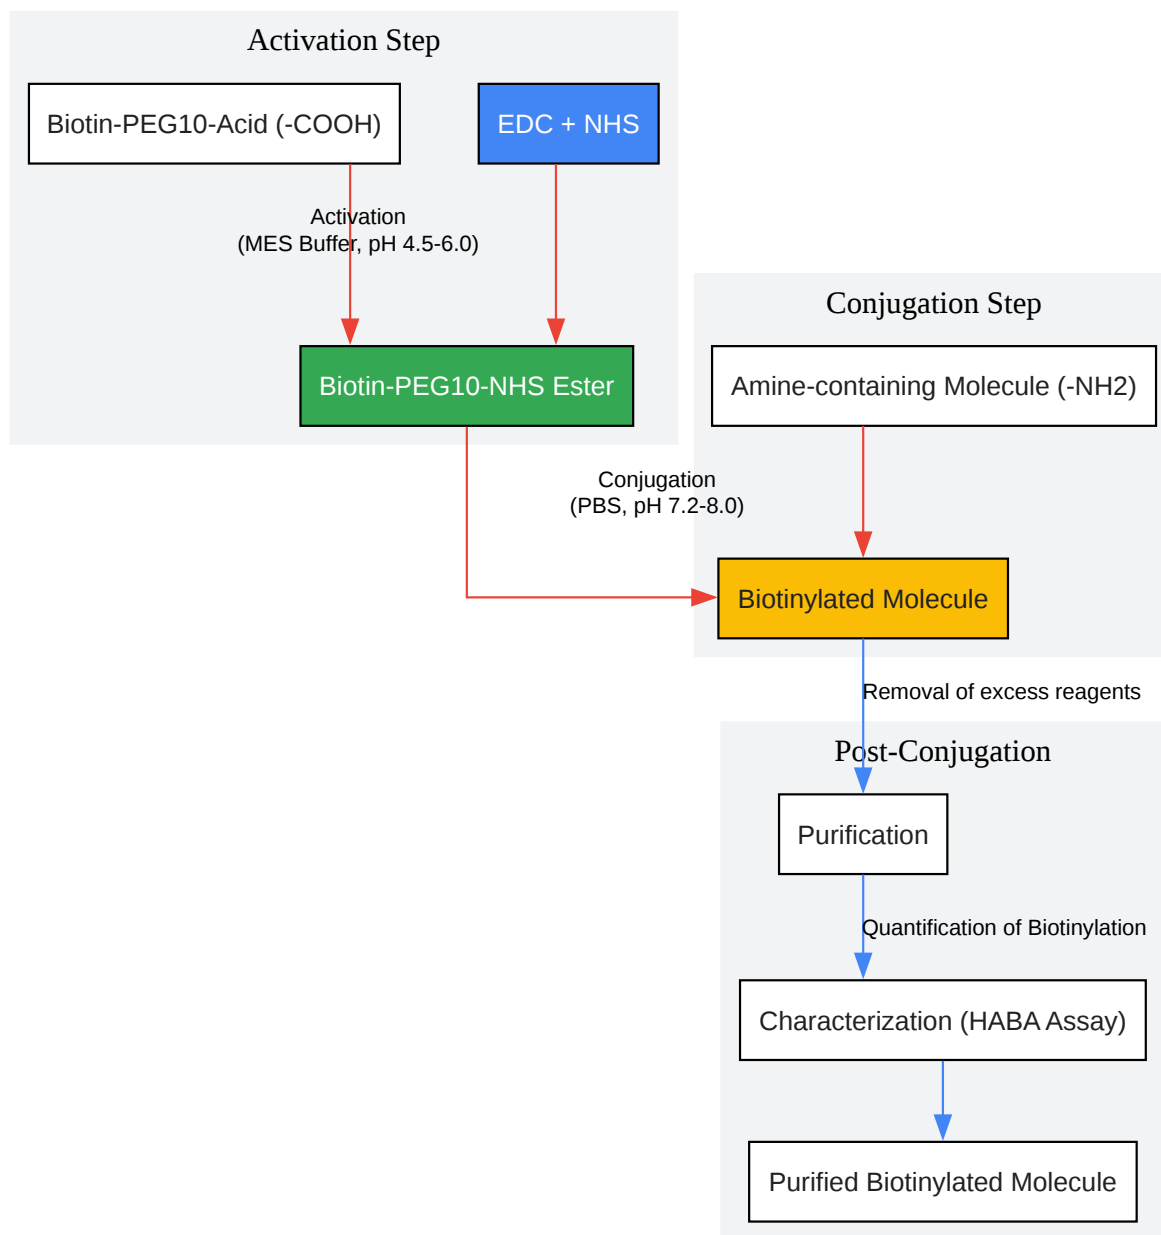 Activation Step
Biotin-PEG10-Acid (-COOH)
EDC + NHS
Activation
(MES Buffer, pH 4.5-6.0)
Biotin-PEG10-NHS Ester
Conjugation Step
Amine-containing Molecule (-NH2)
Conjugation
(PBS, pH 7.2-8.0)
Biotinylated Molecule
Removal of excess reagents
Post-Conjugation
Purification
Quantification of Biotinylation
Characterization (HABA Assay)
Purified Biotinylated Molecule